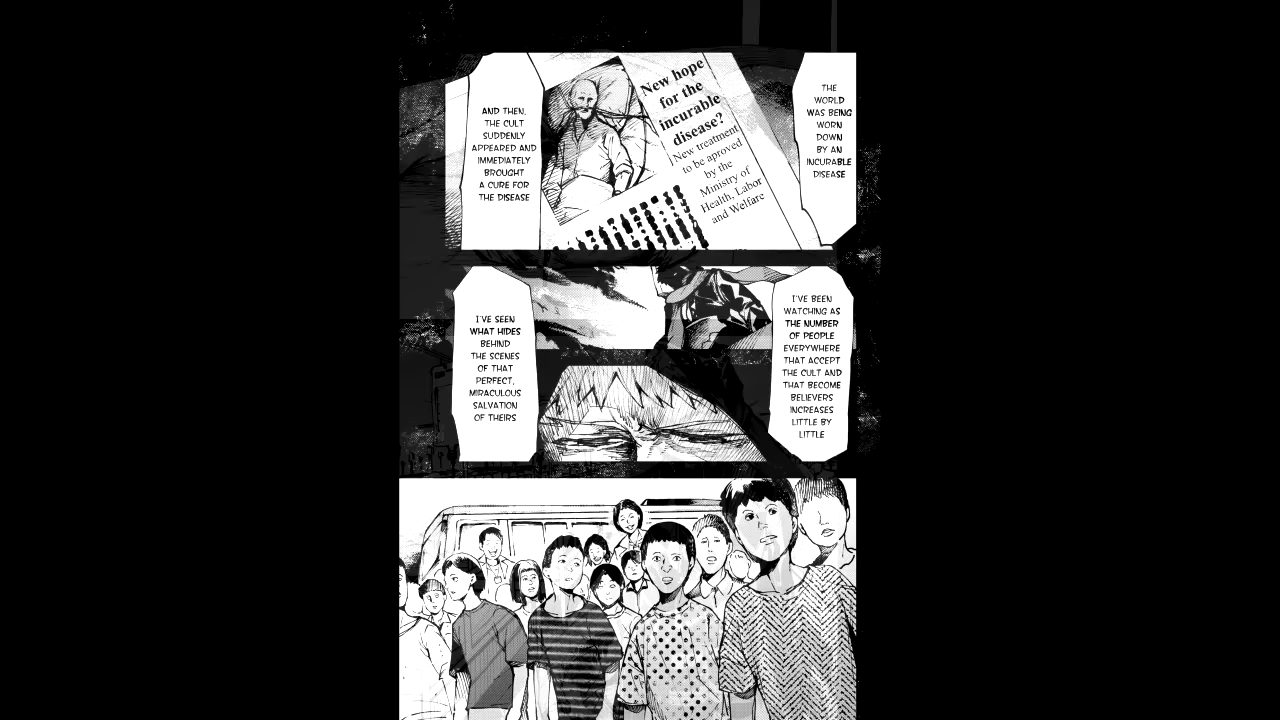 THE
WORLD
WAS BEING
WORN
DOWN
BY AN
INCURABLE
DISEASE
New hope
for the
incurable
disease?
New treatment
to be aproved
by the
Ministry of
Health, Labor
and Welfare
AND THEN,
THE CULT
SUDDENLY
APPEARED AND
IMMEDIATELY
BROUGHT
A CURE FOR
THE DISEASE
I'VE BEEN
WATCHING AS
THE NUMBER
OF PEOPLE
EVERYWHERE
THAT ACCEPT
THE CULT AND
THAT BECOME
BELIEVERS
INCREASES
LITTLE BY
LITTLE
I'VE SEEN
WHAT HIDES
BEHIND
THE SCENES
OF THAT
PERFECT,
MIRACULOUS
SALVATION
OF THEIRS